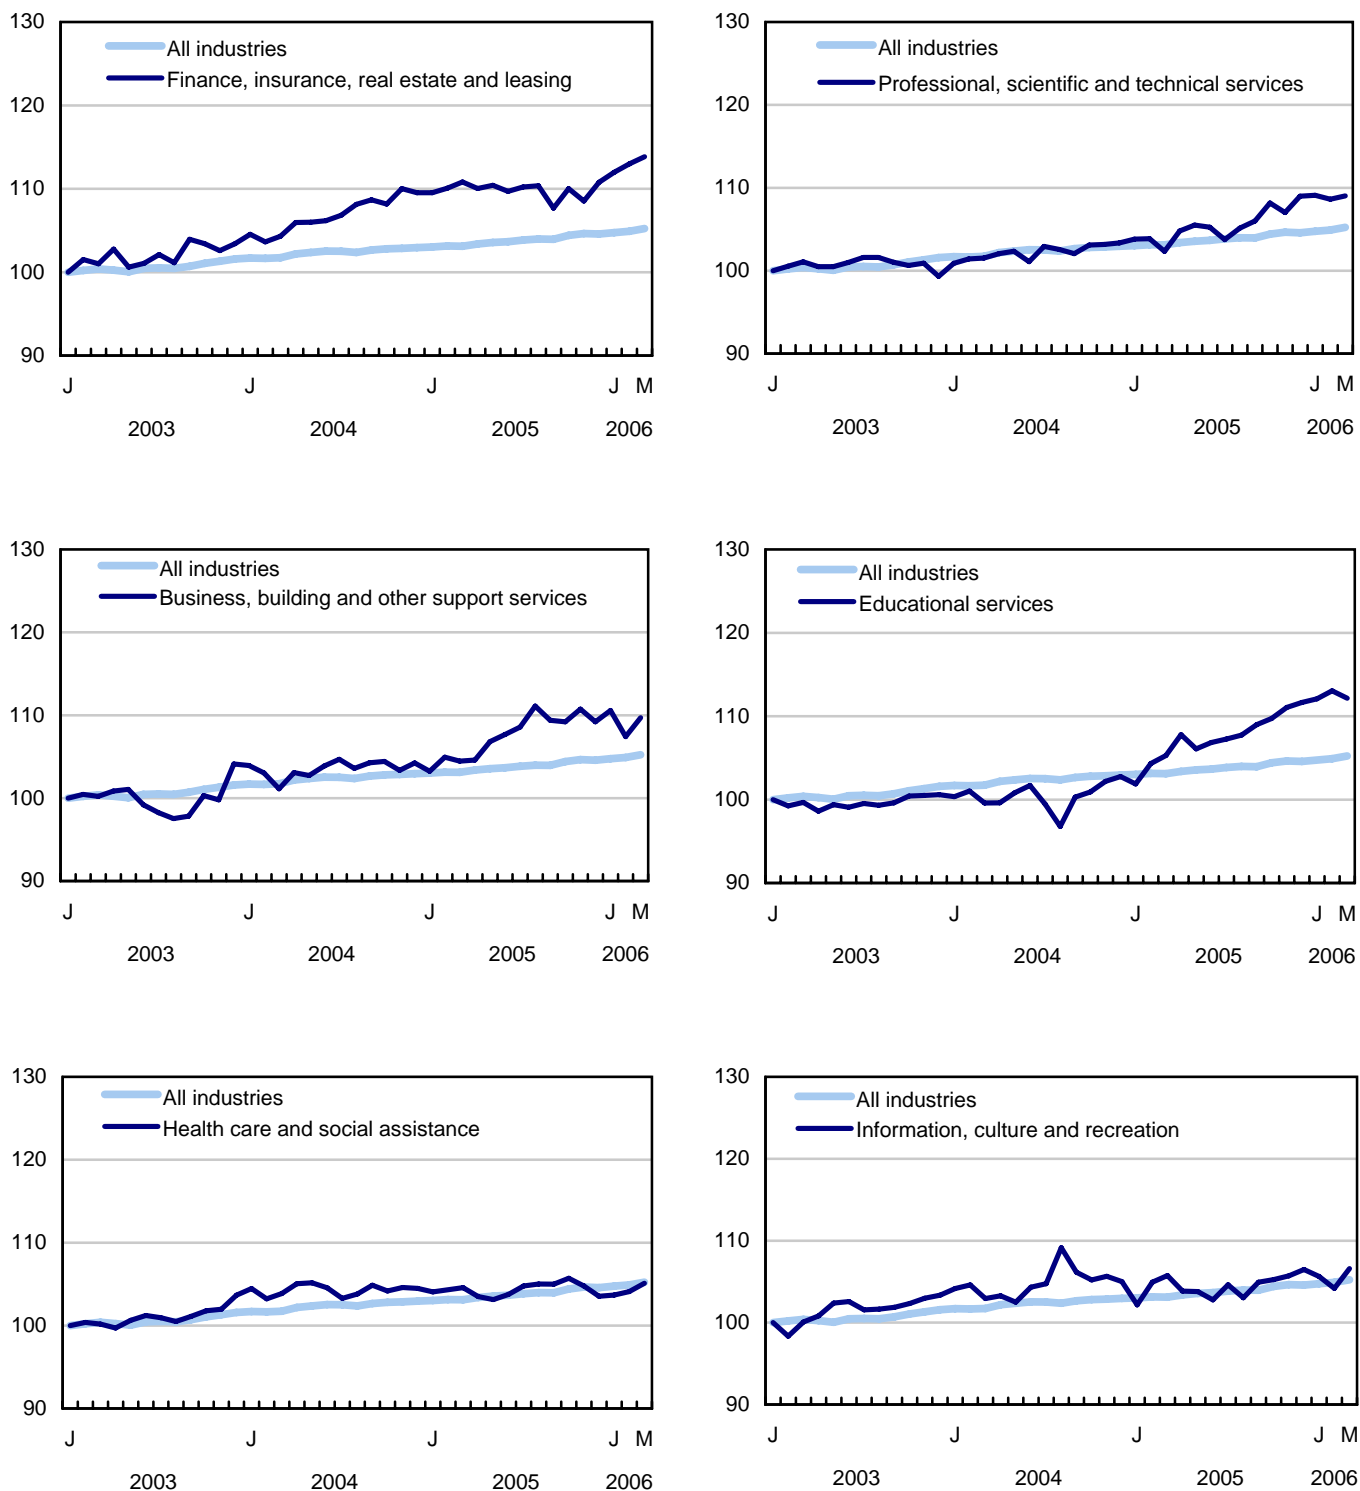 130
All industries
Finance, insurance, real estate and leasing
120
110
100
90
J J J J M
2003 2004 2005 2006
130
All industries
Professional, scientific and technical services
120
110
100
90
J J J J M
2003 2004 2005 2006
130
All industries
Business, building and other support services
120
110
100
90
J J J J M
2003 2004 2005 2006
130
All industries
Educational services
120
110
100
90
J J J J M
2003 2004 2005 2006
130
All industries
Health care and social assistance
120
110
100
90
J J J J M
2003 2004 2005 2006
130
All industries
Information, culture and recreation
120
110
100
90
J J J J M
2003 2004 2005 2006